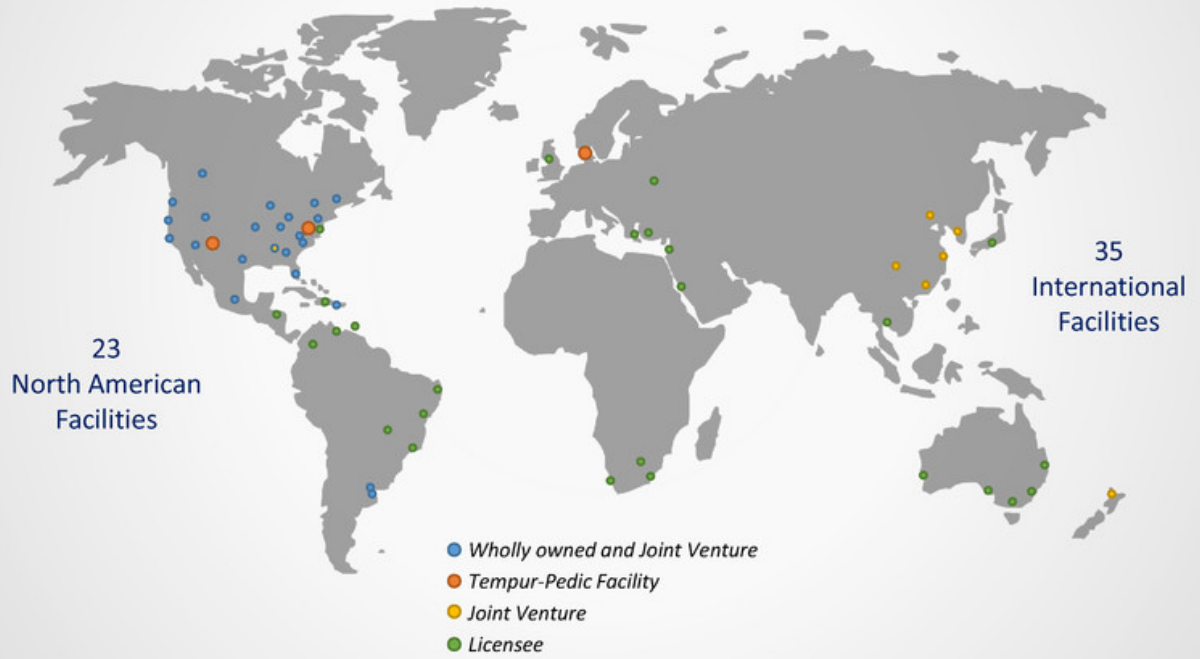 35
International
Facilities
23
North American
Facilities
Wholly owned and Joint Venture
Tempur-Pedic Facility
Joint Venture
Licensee